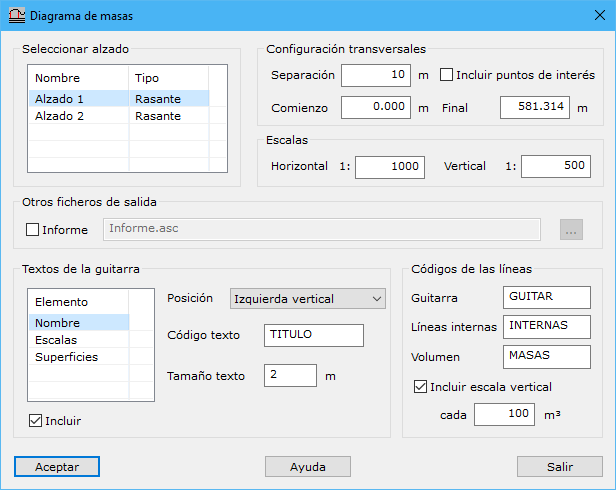 Diagrama de masas
Seleccionar alzado
Nombre Tipo
Alzado 1 Rasante
Alzado 2 Rasante
Configuración transversales
Separación 10 m Incluir puntos de interés
Comienzo 0.000 m Final 581.314 m
Escalas
Horizontal 1: 1000 Vertical 1: 500
Otros ficheros de salida
Informe Informe.asc ...
Textos de la guitarra
Elemento
Nombre
Escalas
Superficies
Incluir
Posición Izquierda vertical
Código texto TITULO
Tamaño texto 2 m
Códigos de las líneas
Guitarra GUITAR
Líneas internas INTERNAS
Volumen MASAS
Incluir escala vertical
cada 100 m³
Aceptar Ayuda Salir